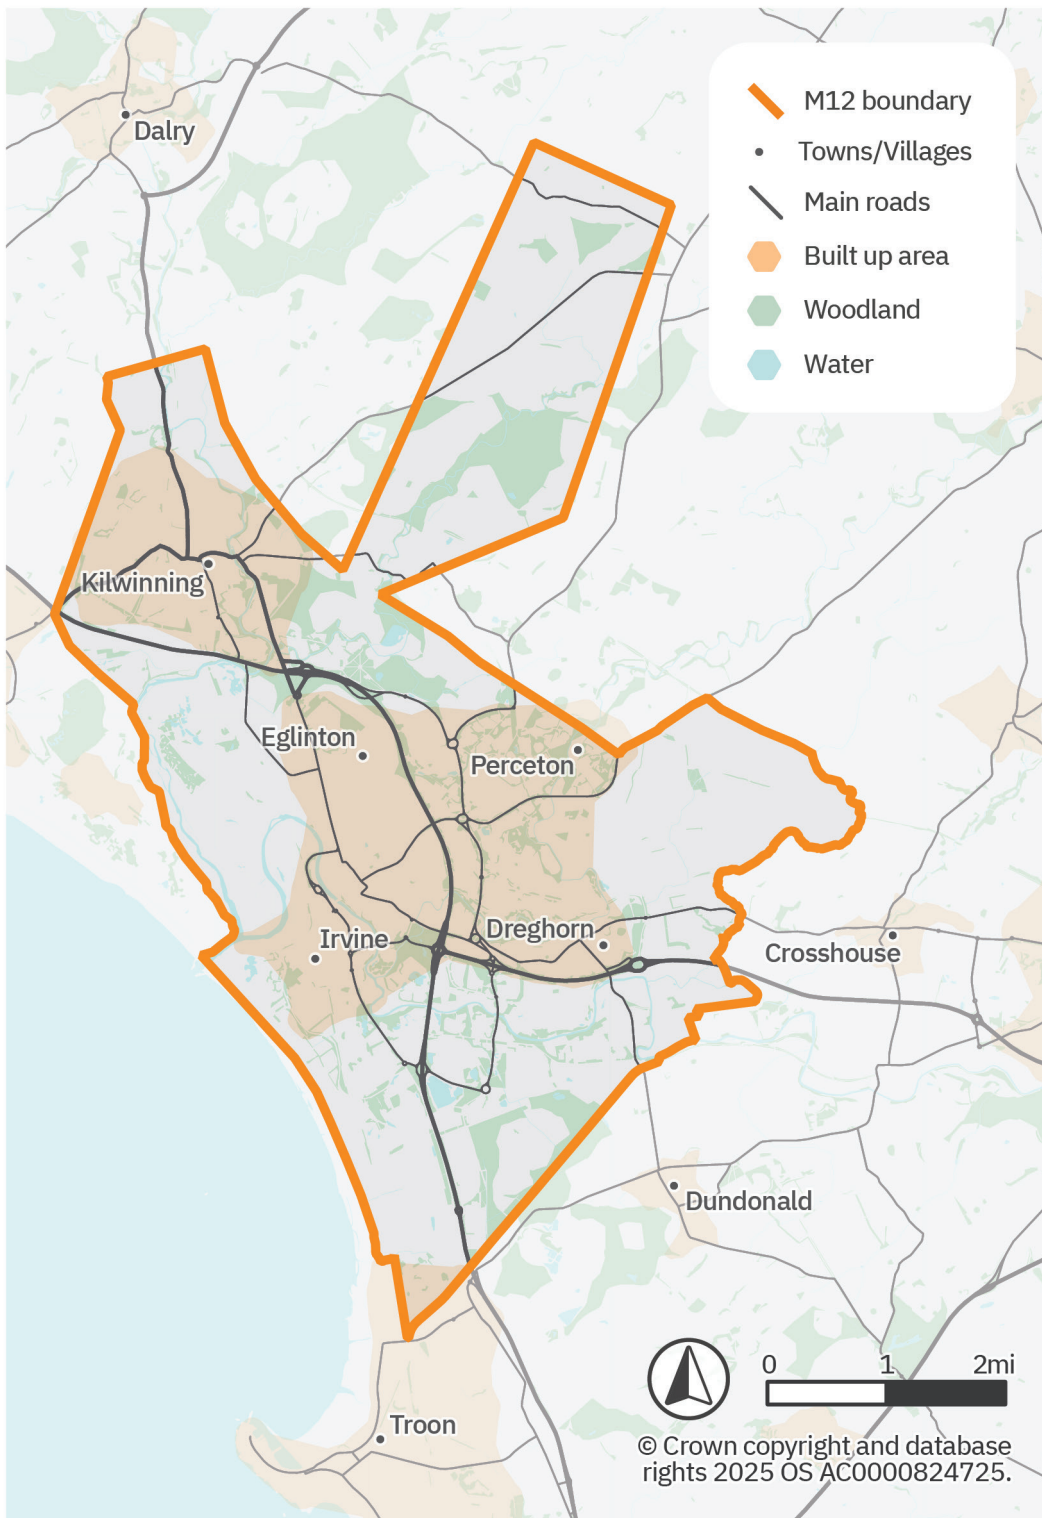 Dalry
M12 boundary
Towns/Villages
Main roads
Built up area
Woodland
Water
Kilwinning
Eglinton
Perceton
Irvine
Dreghorn
Crosshouse
Dundonald
0 1 2mi
Troon
© Crown copyright and database
rights 2025 OS AC0000824725.